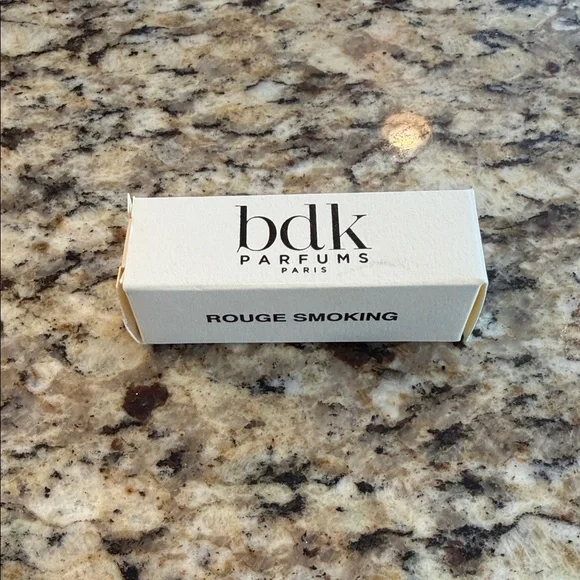 bdk
PARFUMS
PARIS
ROUGE SMOKING